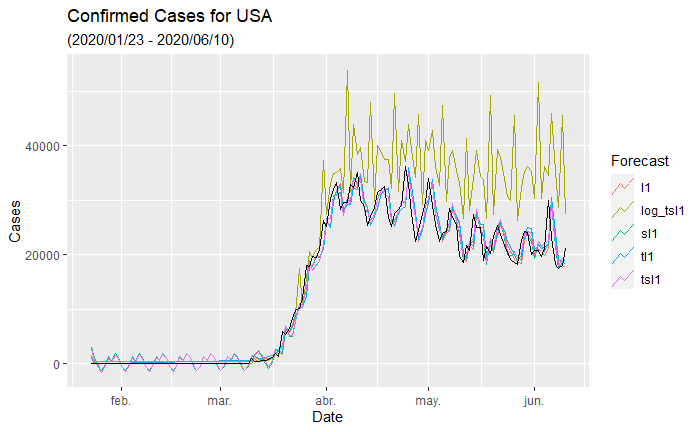 Confirmed Cases for USA
(2020/01/23 - 2020/06/10)
40000
20000
0
Cases
feb.
mar.
abr.
may.
jun.
Date
Forecast
l1
log_tsl1
sl1
tl1
tsl1